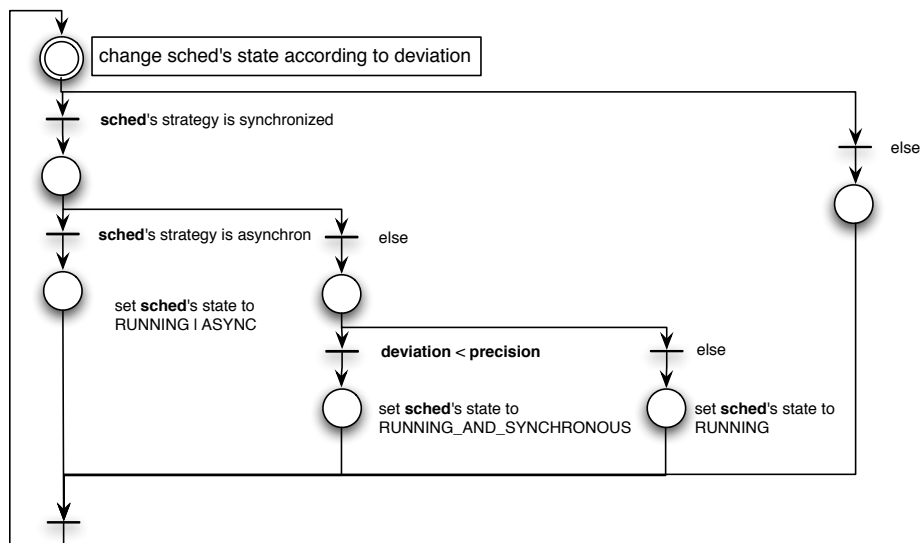 change sched's state according to deviation
sched's strategy is synchronized
else
sched's strategy is asynchron
else
set sched's state to
RUNNING | ASYNC
deviation < precision
else
set sched's state to
RUNNING_AND_SYNCHRONOUS
set sched's state to
RUNNING